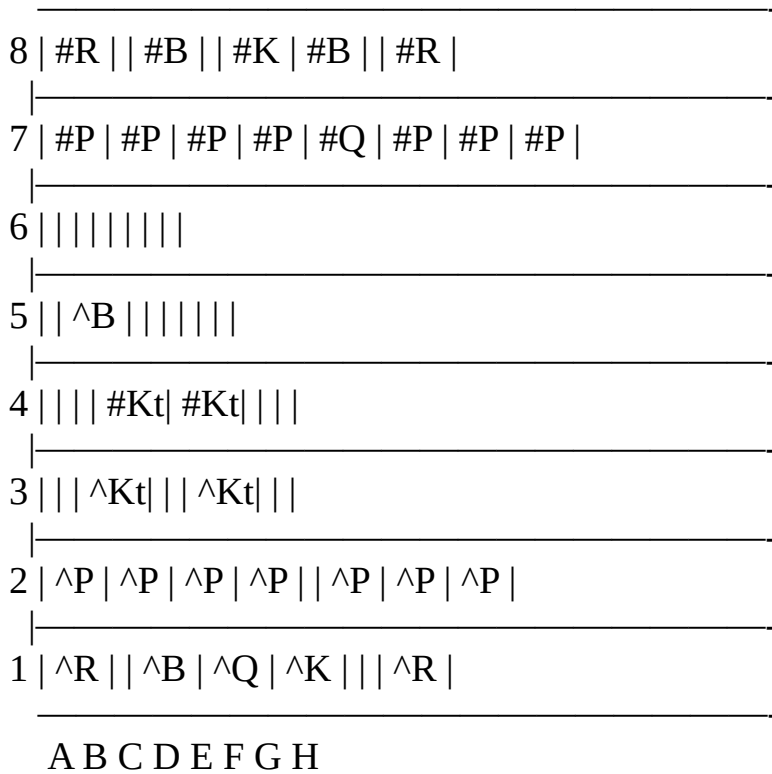 8 | #R | | #B | | #K | #B | | #R |
7 | #P | #P | #P | #P | #Q | #P | #P | #P |
6 | | | | | | | | |
5 | | ^B | | | | | | |
4 | | | | #Kt| #Kt| | | |
3 | | | ^Kt| | | ^Kt| | |
2 | ^P | ^P | ^P | ^P | | ^P | ^P | ^P |
1 | ^R | | ^B | ^Q | ^K | | | ^R |
A B C D E F G H